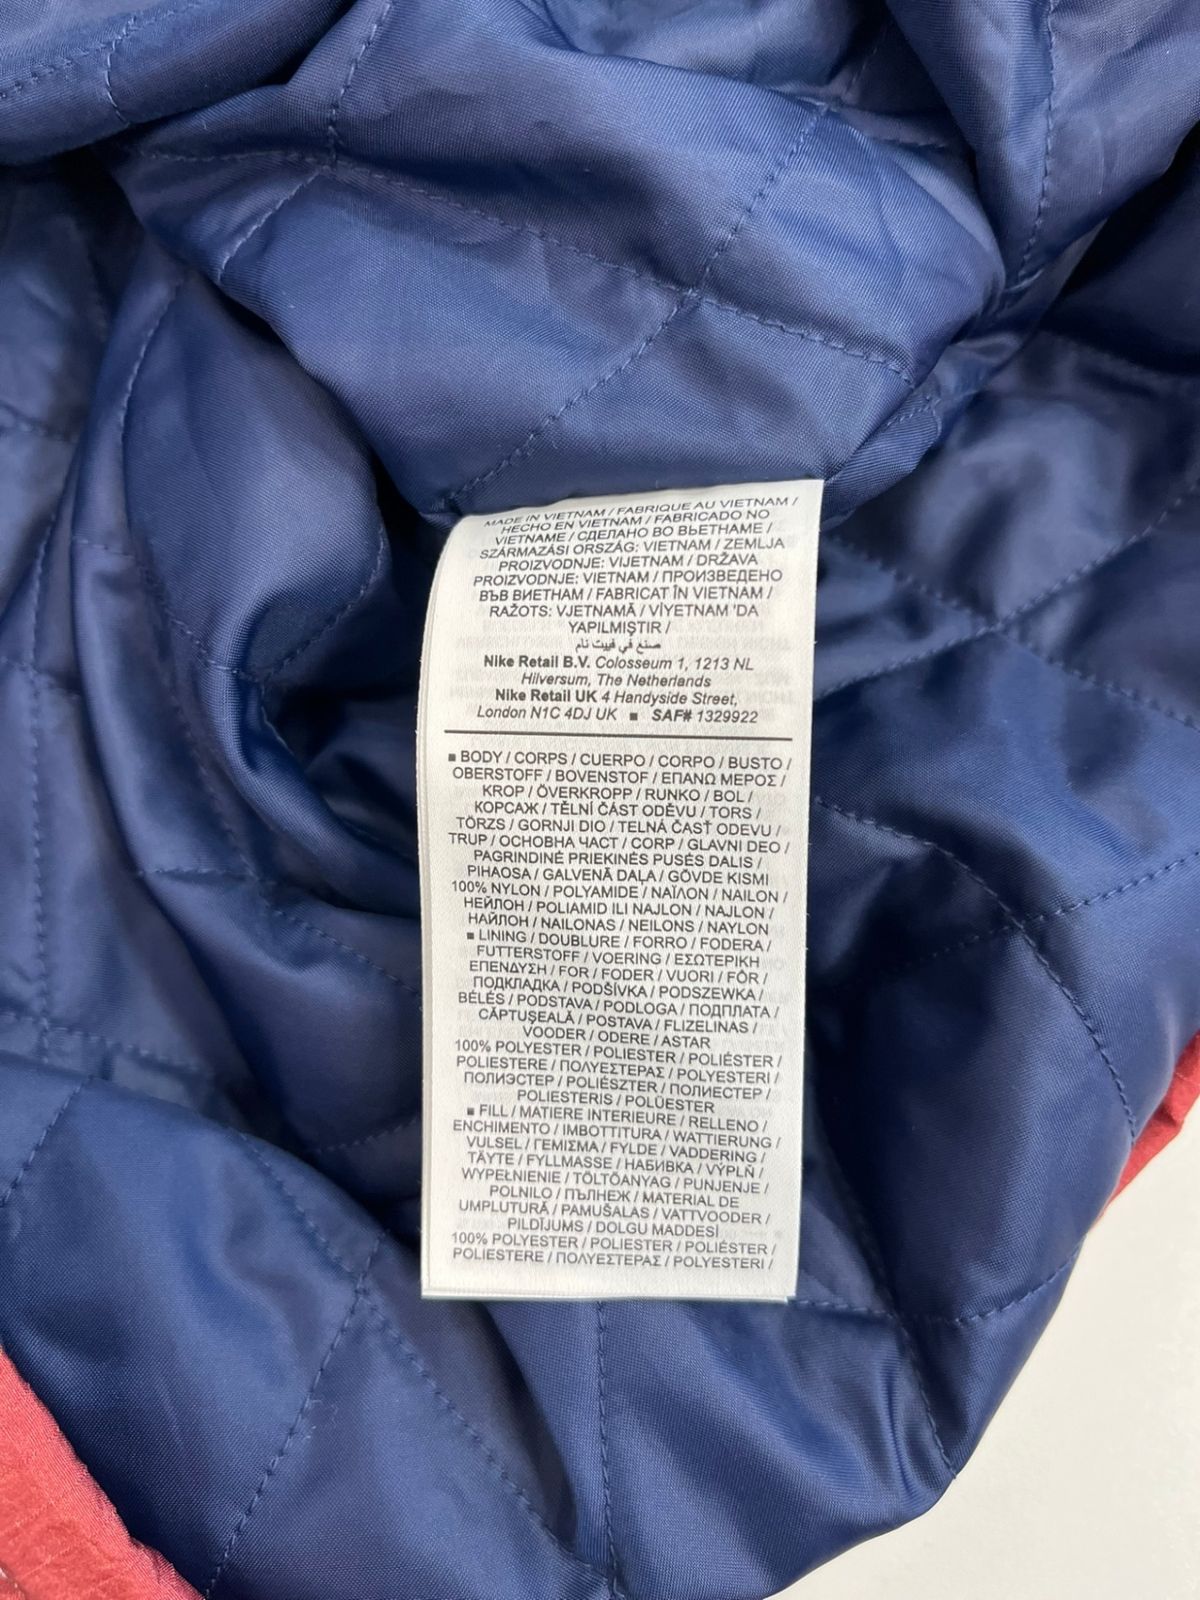 MADE IN VIETNAM / FABRIQUE AU VIETNAM /
HECHO EN VIETNAM / FABRICADO NO
VIETNAME / СДЕЛАНО ВО ВЬЕТНАМЕ /
SZÁRMAZÁSI ORSZÁG: VIETNAM / ZEMLJA
PROIZVODNJE: VIJETNAM / DRŽAVA
PROIZVODNJE: VIETNAM / ПРОИЗВЕДЕНО
ВЪВ ВИЕТНАМ / FABRICAT ÎN VIETNAM /
RAŽOTS: VJETNAMĀ / VİYETNAM 'DA
YAPILMIŞTIR /
صنع في فييت نام
Nike Retail B.V. Colosseum 1, 1213 NL
Hilversum, The Netherlands
Nike Retail UK 4 Handyside Street,
London N1C 4DJ UK ■ SAF# 1329922
■ BODY / CORPS / CUERPO / CORPO / BUSTO /
OBERSTOFF / BOVENSTOF / ΕΠΑΝΩ ΜΕΡΟΣ /
KROP / ÖVERKROPP / RUNKO / BOL /
КОРСАЖ / TĚLNÍ ČÁST ODĚVU / TORS /
TÖRZS / GORNJI DIO / TELNÁ ČASŤ ODEVU /
TRUP / ОСНОВНА ЧАСТ / CORP / GLAVNI DEO /
PAGRINDINĖ PRIEKINĖS PUSĖS DALIS /
PIHAOSA / GALVENĀ DAĻA / GÖVDE KISMI
100% NYLON / POLYAMIDE / ΝΑΪΛΟΝ / NAILON /
НЕЙЛОН / POLIAMID ILI NAJLON / NAJLON /
НАЙЛОН / NAILONAS / NEILONS / NAYLON
■ LINING / DOUBLURE / FORRO / FODERA /
FUTTERSTOFF / VOERING / ΕΣΩΤΕΡΙΚΗ
ΕΠΕΝΔΥΣΗ / FOR / FODER / VUORI / FÔR /
ПОДКЛАДКА / PODŠÍVKA / PODSZEWKA /
BÉLÉS / PODSTAVA / PODLOGA / ПОДПЛАТА /
CĂPTUŞEALĂ / POSTAVA / FLIZELINAS /
VOODER / ODERE / ASTAR
100% POLYESTER / POLIESTER / POLIÉSTER /
POLIESTERE / ΠΟΛΥΕΣΤΕΡΑΣ / POLYESTERI /
ПОЛИЭСТЕР / POLIÉSZTER / ПОЛИЕСТЕР /
POLIESTERIS / POLÜESTER
■ FILL / MATIERE INTERIEURE / RELLENO /
ENCHIMENTO / IMBOTTITURA / WATTIERUNG /
VULSEL / ΓΕΜΙΣΜΑ / FYLDE / VADDERING /
TÄYTE / FYLLMASSE / НАБИВКА / VÝPLŇ /
WYPEŁNIENIE / TÖLTŐANYAG / PUNJENJE /
POLNILO / ПЪЛНЕЖ / MATERIAL DE
UMPLUTURĂ / PAMUŠALAS / VATTVOODER /
PILDĪJUMS / DOLGU MADDESİ
100% POLYESTER / POLIESTER / POLIÉSTER /
POLIESTERE / ΠΟΛΥΕΣΤΕΡΑΣ / POLYESTERI /